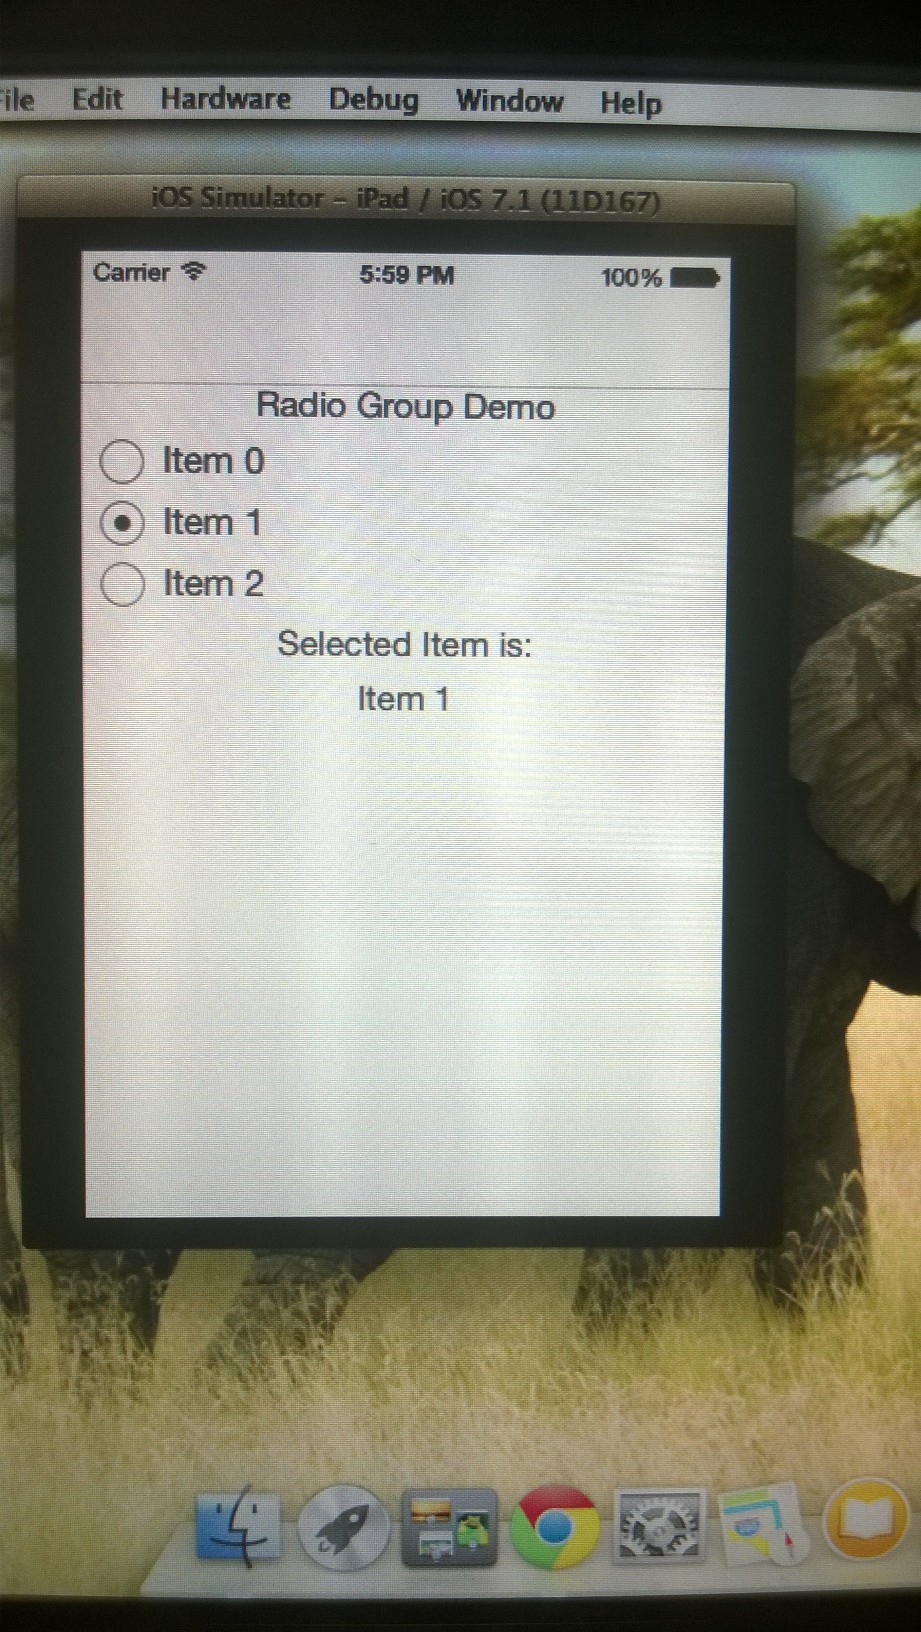 File Edit Hardware Debug Window Help
iOS Simulator – iPad / iOS 7.1 (11D167)
Carrier 5:59 PM 100%
Radio Group Demo
Item 0
Item 1
Item 2
Selected Item is:
Item 1